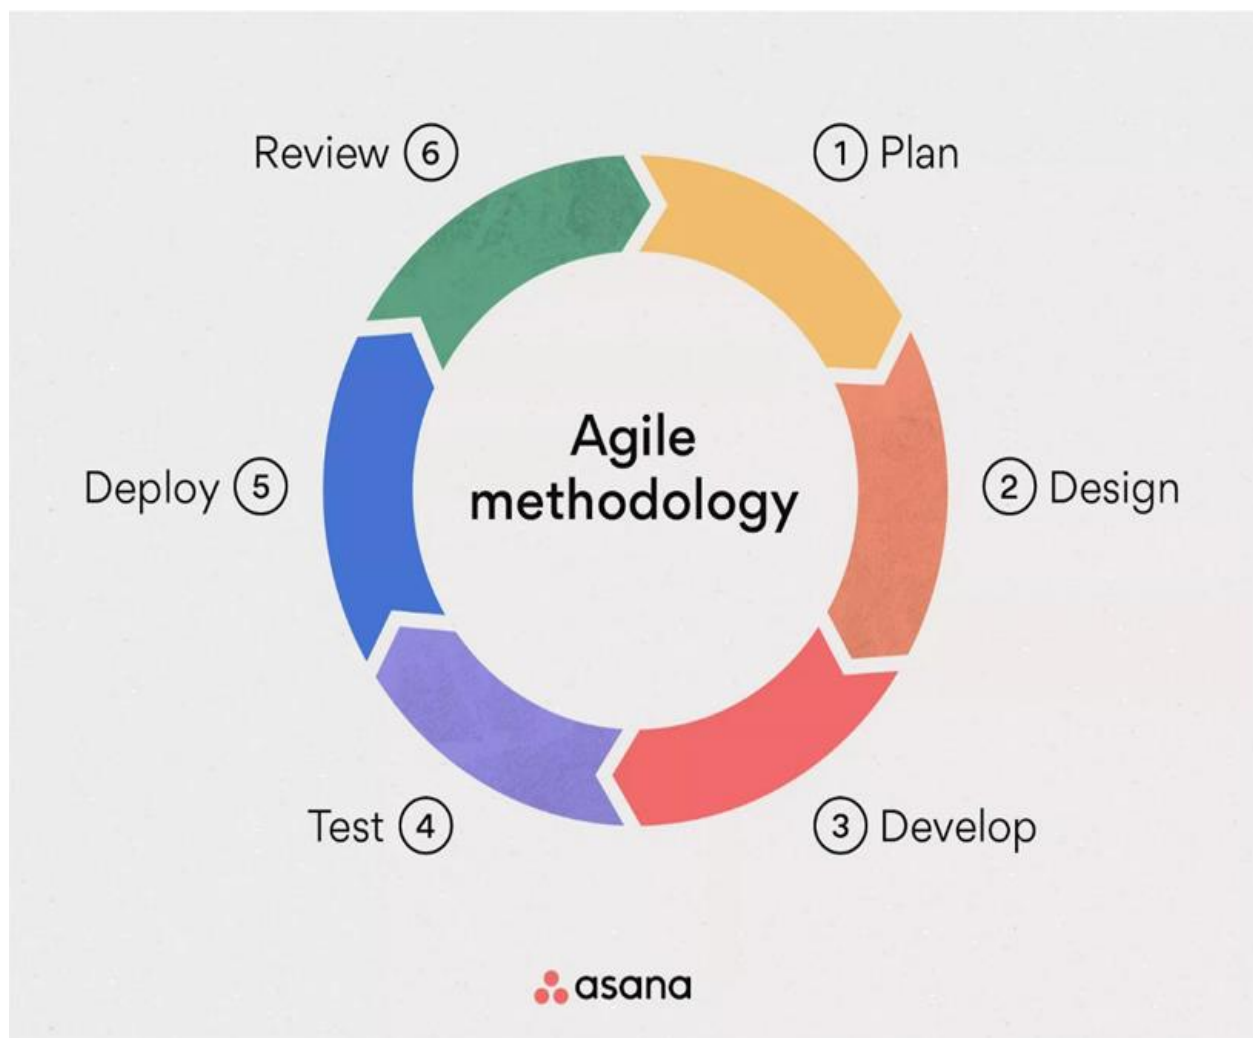 Review 6
1 Plan
Deploy 5
Agile
methodology
2 Design
Test 4
3 Develop
asana